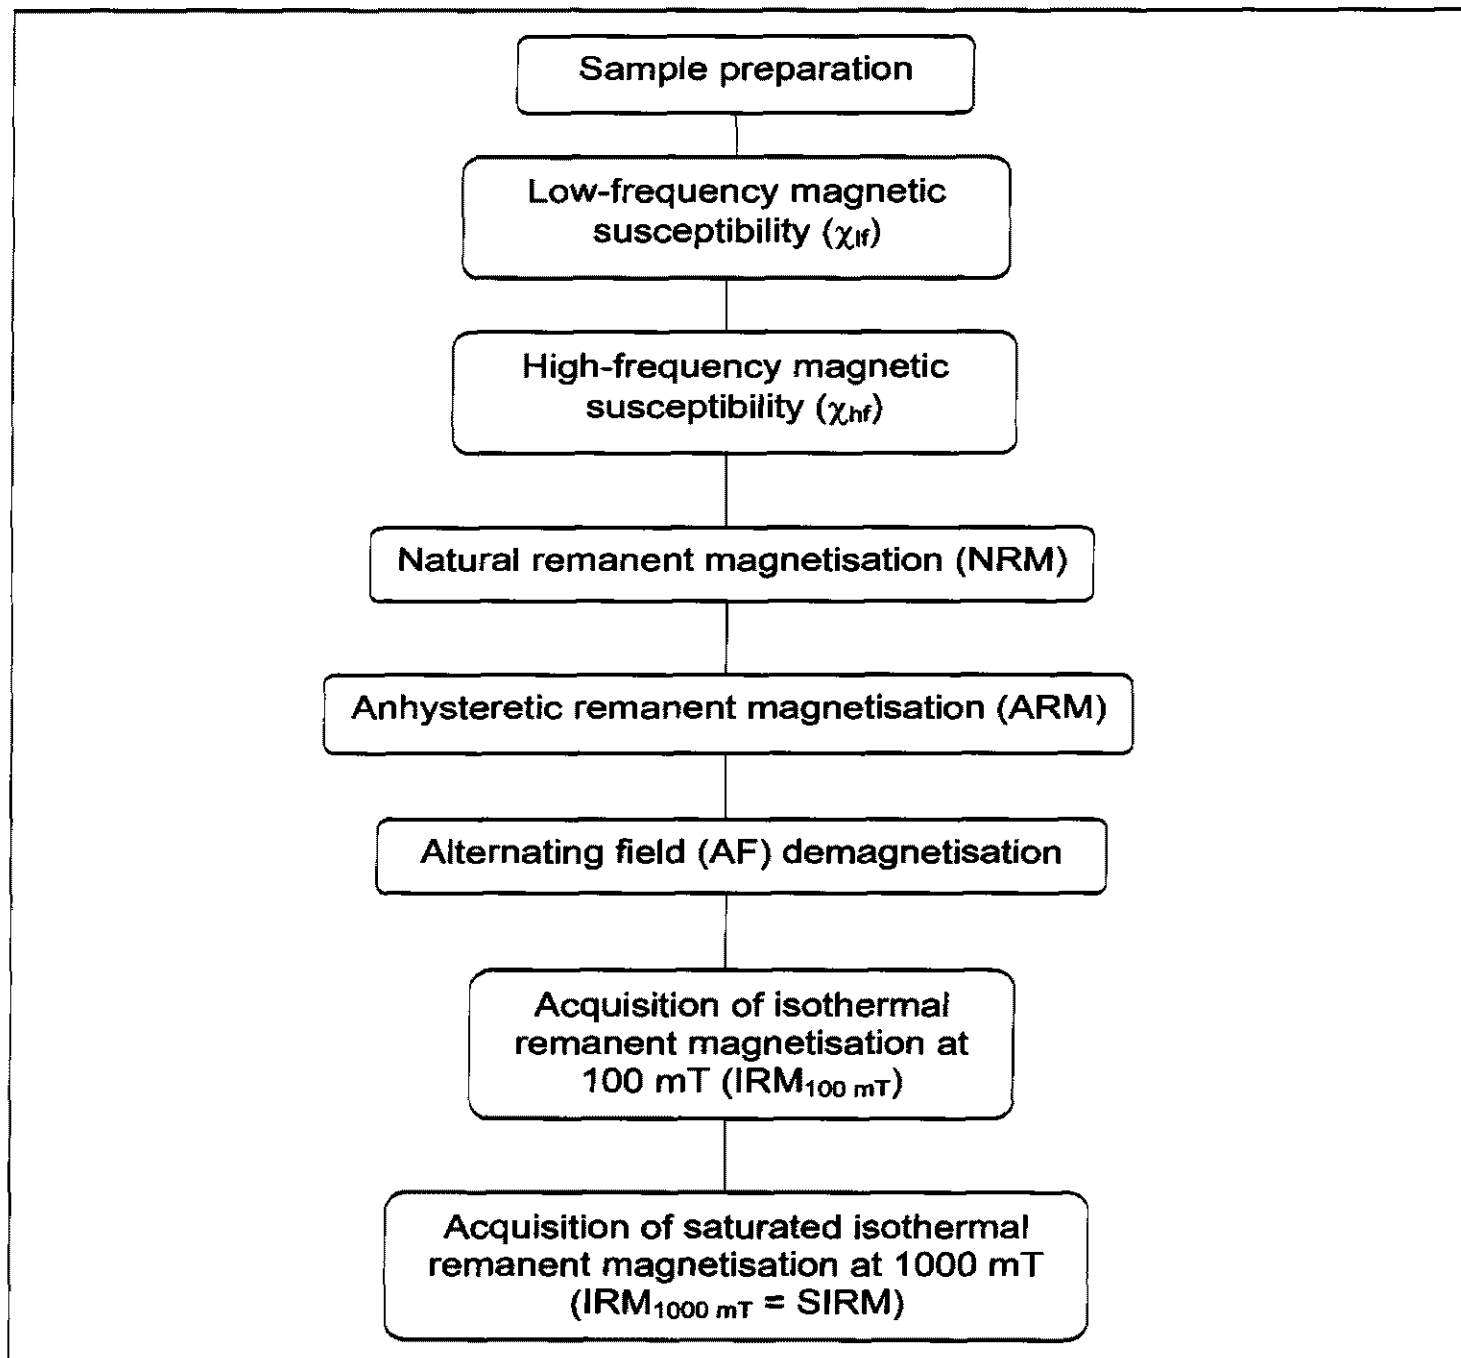 Sample preparation
Low-frequency magnetic
susceptibility (χlf)
High-frequency magnetic
susceptibility (χhf)
Natural remanent magnetisation (NRM)
Anhysteretic remanent magnetisation (ARM)
Alternating field (AF) demagnetisation
Acquisition of isothermal
remanent magnetisation at
100 mT (IRM100 mT)
Acquisition of saturated isothermal
remanent magnetisation at 1000 mT
(IRM1000 mT = SIRM)